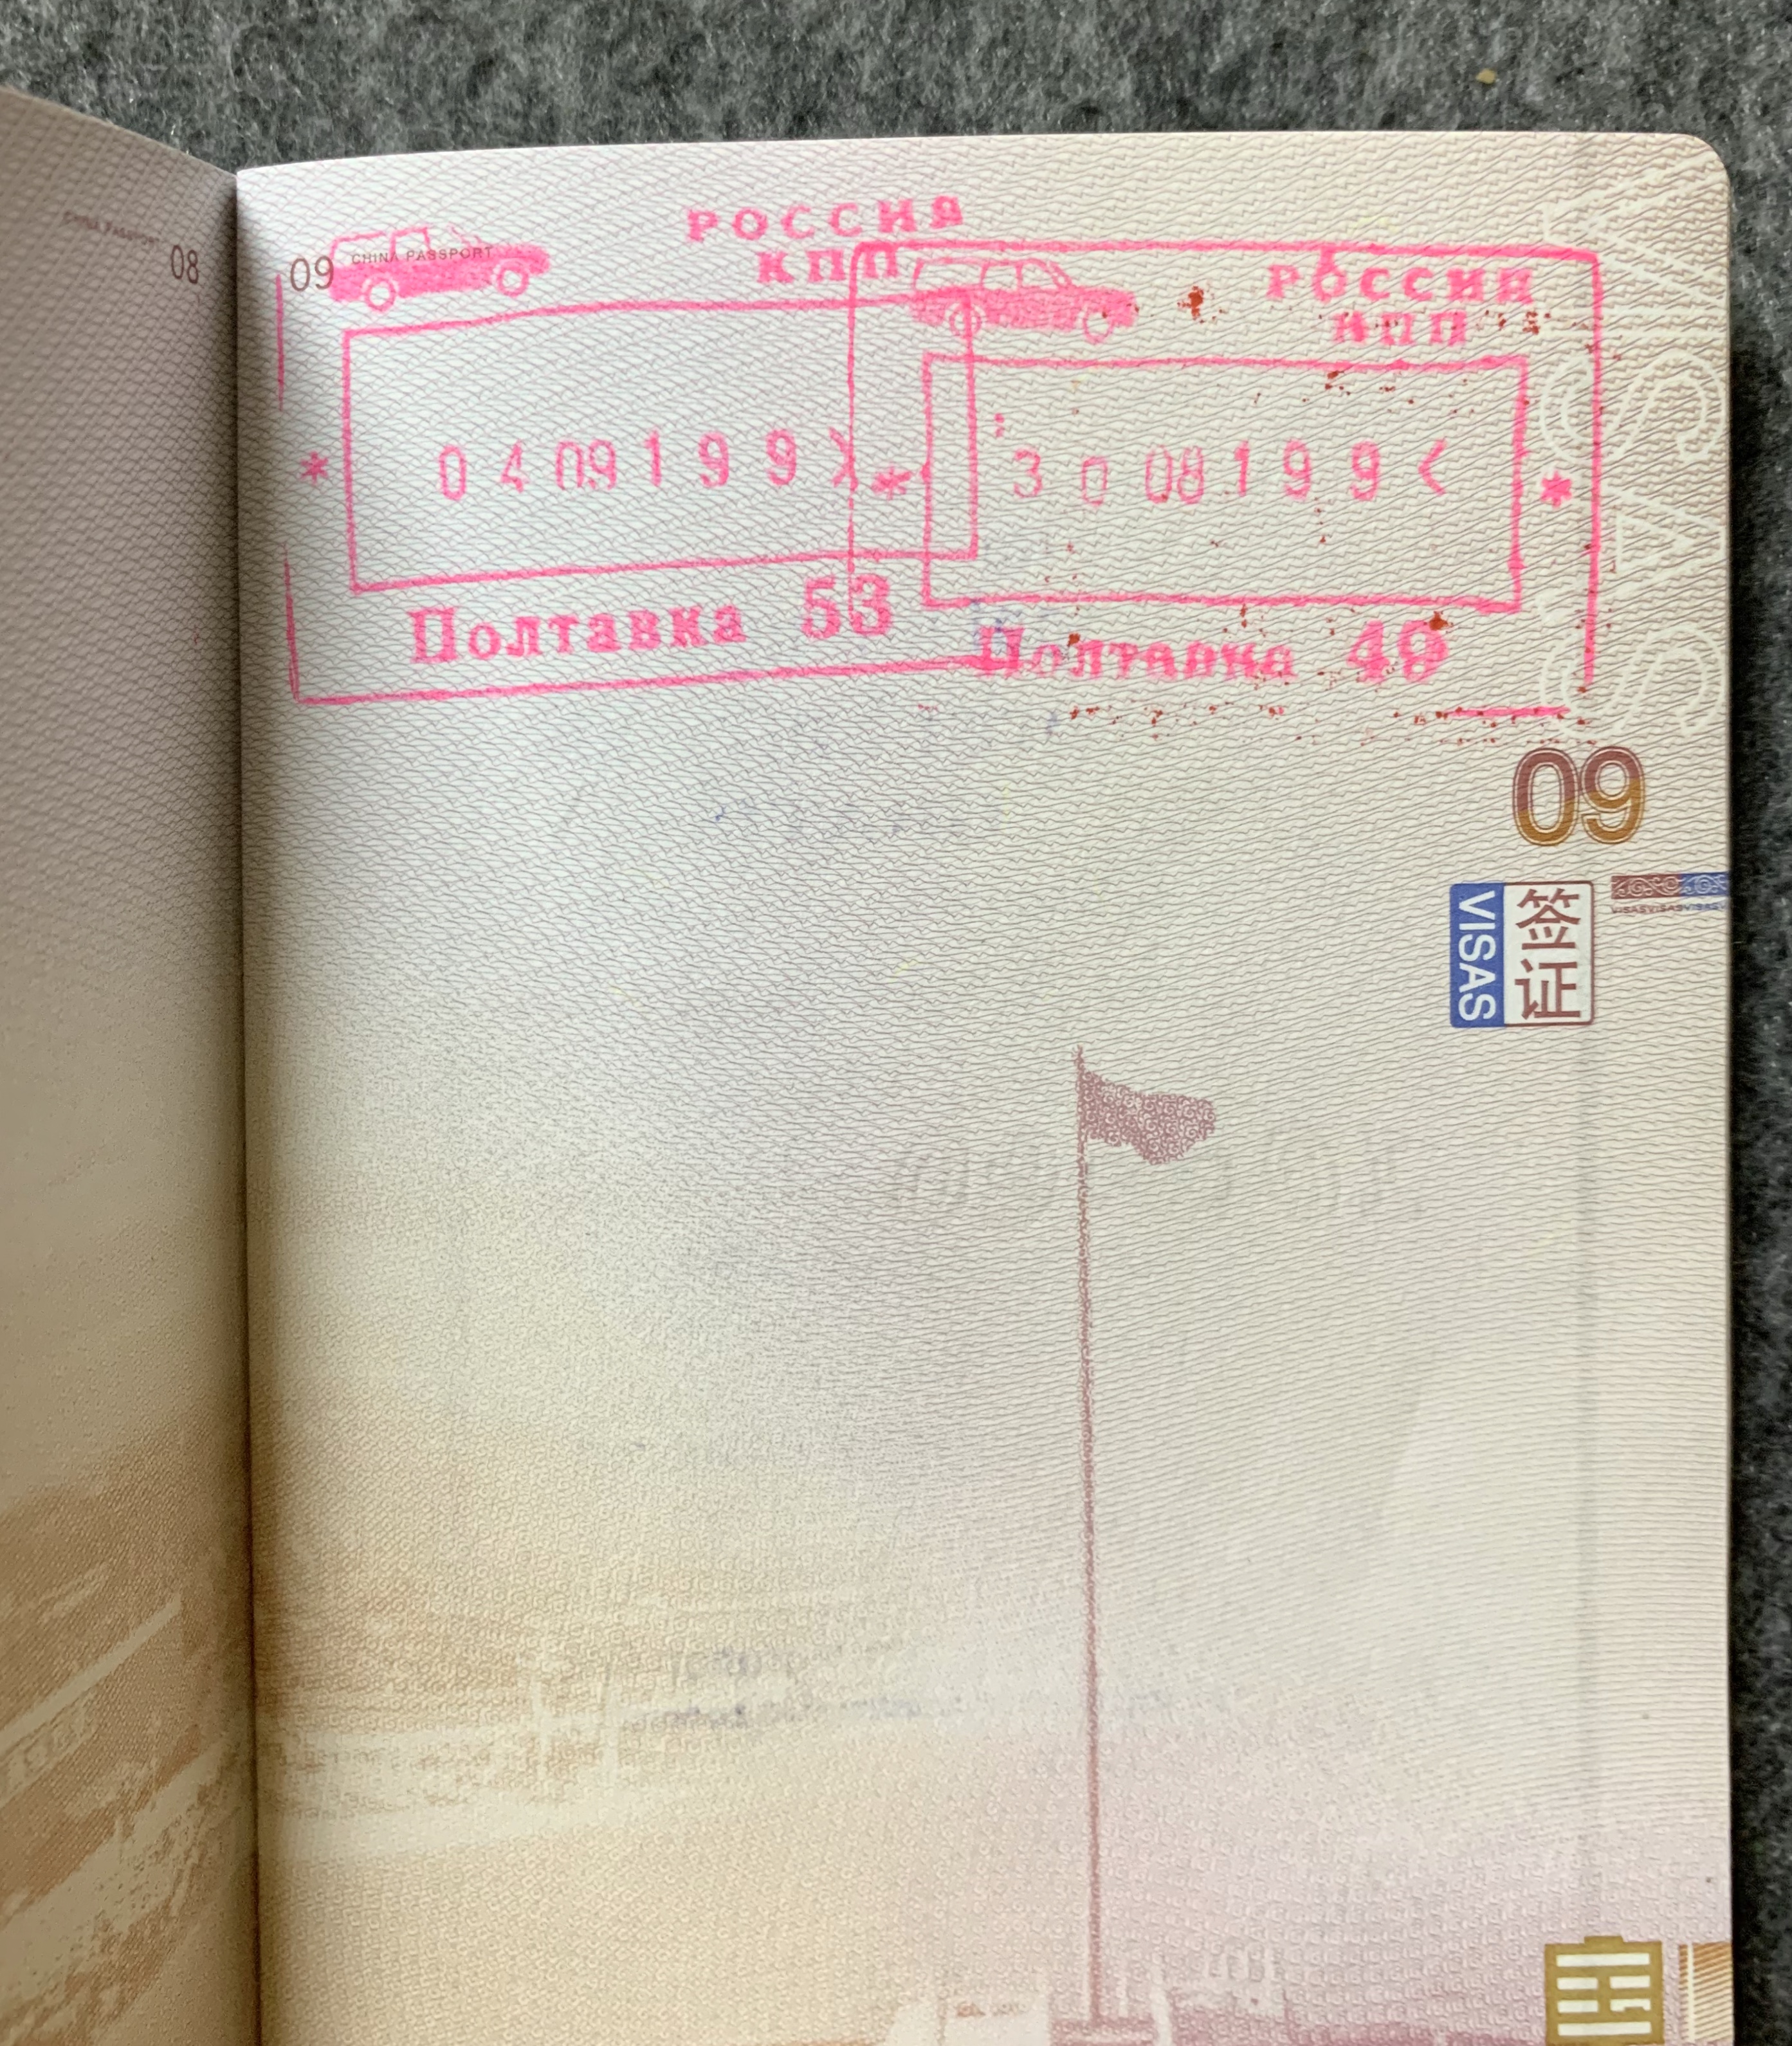 CHINA PASSPORT
08
09
CHINA PASSPORT
РОССИЯ
КПП
0 4 09 1 9 9 >
Полтавка 53
РОССИЯ
КПП
3 0 08 1 9 9 <
Полтавка 49
VISAS
09
签证
VISAS
VISASVISASVISAS